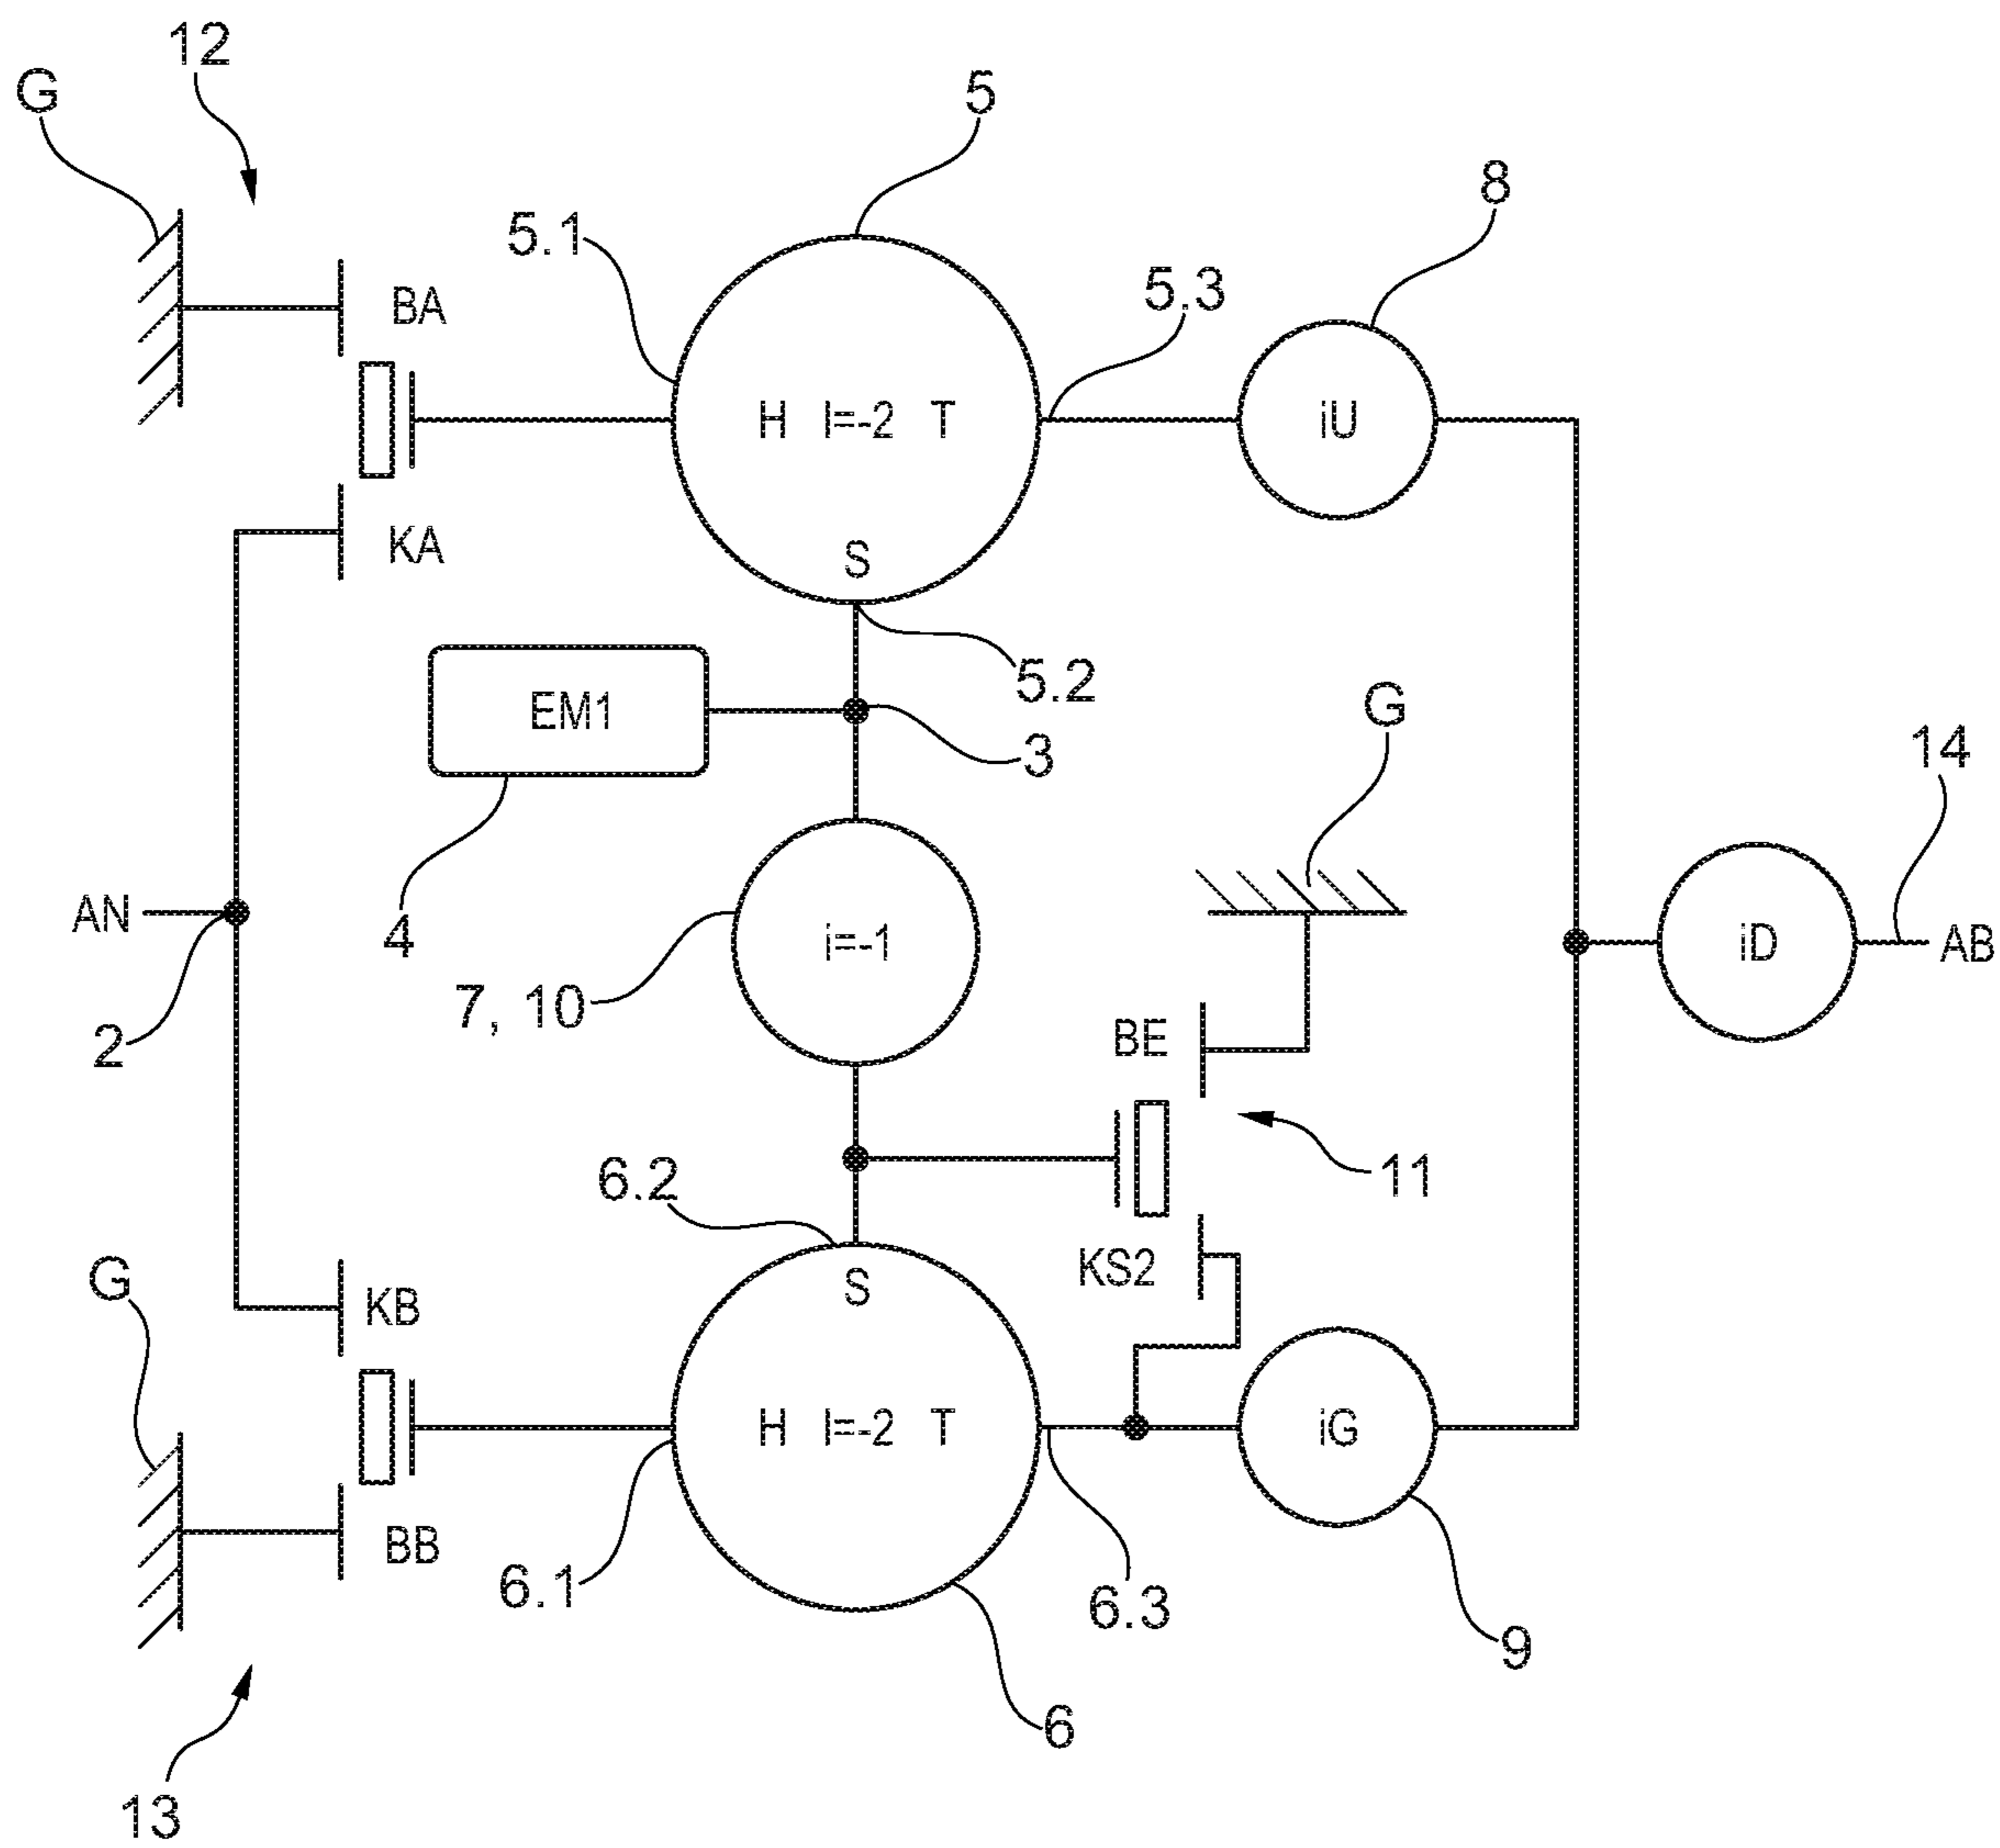 12
G
5
8
5.1
5.3
BA
H I=-2 T
iU
KA
S
5.2
EM1
G
3
14
4
AN
i=-1
iD
AB
7, 10
2
BE
6.2
11
G
KS2
S
KB
H I=-2 T
iG
BB
6.1
6.3
9
6
13